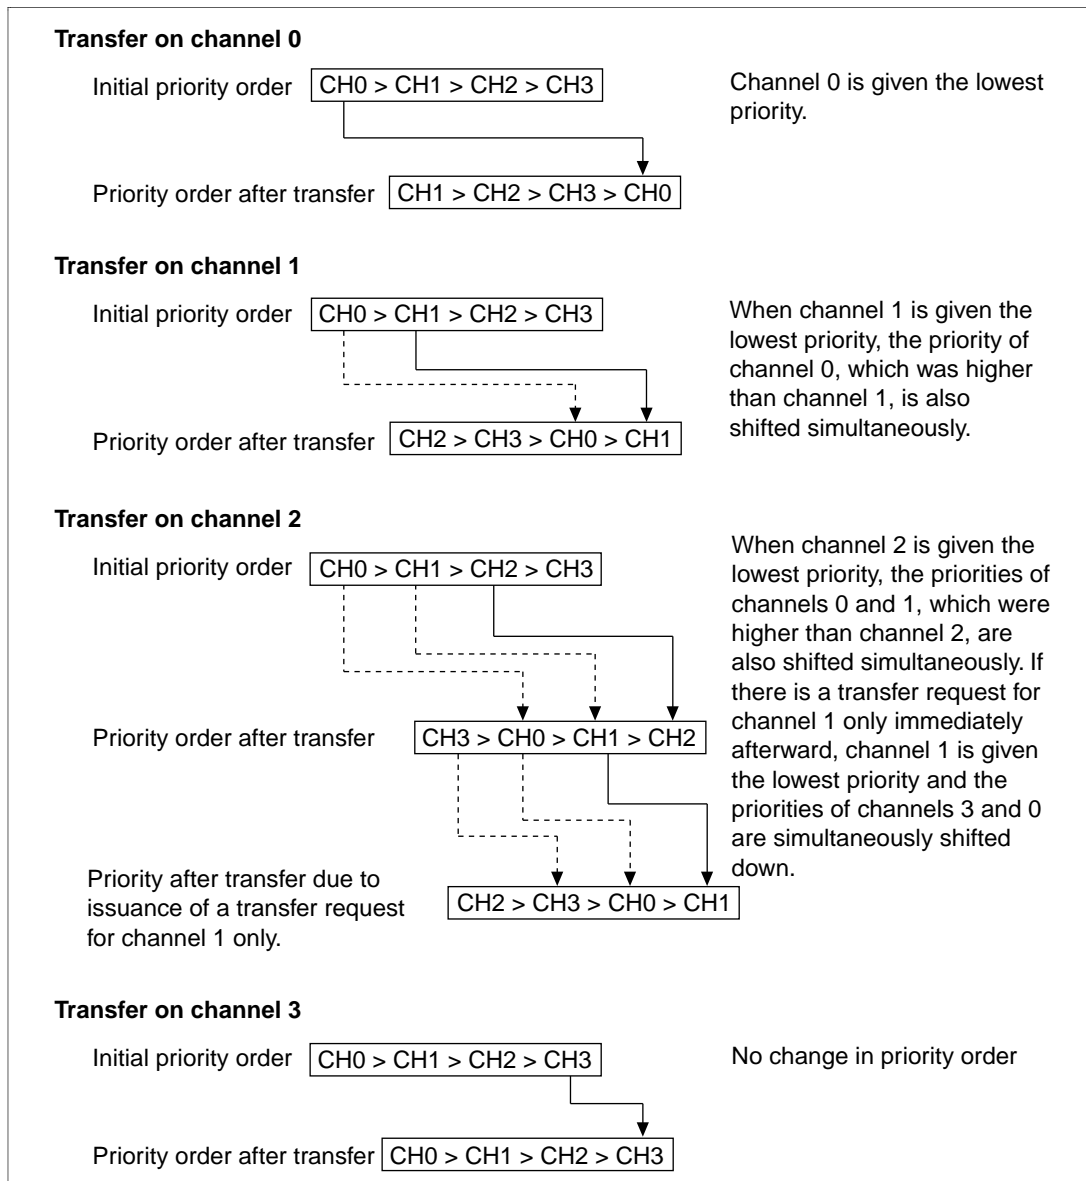 Transfer on channel 0
Initial priority order CH0 > CH1 > CH2 > CH3
Channel 0 is given the lowest
priority.
Priority order after transfer CH1 > CH2 > CH3 > CH0
Transfer on channel 1
Initial priority order CH0 > CH1 > CH2 > CH3
When channel 1 is given the
lowest priority, the priority of
channel 0, which was higher
than channel 1, is also
shifted simultaneously.
Priority order after transfer CH2 > CH3 > CH0 > CH1
Transfer on channel 2
Initial priority order CH0 > CH1 > CH2 > CH3
When channel 2 is given the
lowest priority, the priorities of
channels 0 and 1, which were
higher than channel 2, are
also shifted simultaneously. If
there is a transfer request for
channel 1 only immediately
afterward, channel 1 is given
the lowest priority and the
priorities of channels 3 and 0
are simultaneously shifted
down.
Priority order after transfer CH3 > CH0 > CH1 > CH2
Priority after transfer due to
issuance of a transfer request
for channel 1 only.
CH2 > CH3 > CH0 > CH1
Transfer on channel 3
Initial priority order CH0 > CH1 > CH2 > CH3
No change in priority order
Priority order after transfer CH0 > CH1 > CH2 > CH3